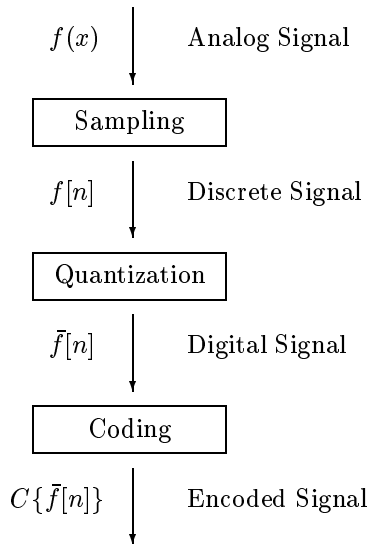 f(x) Analog Signal
Sampling
f[n] Discrete Signal
Quantization
f̄[n] Digital Signal
Coding
C{f̄[n]} Encoded Signal